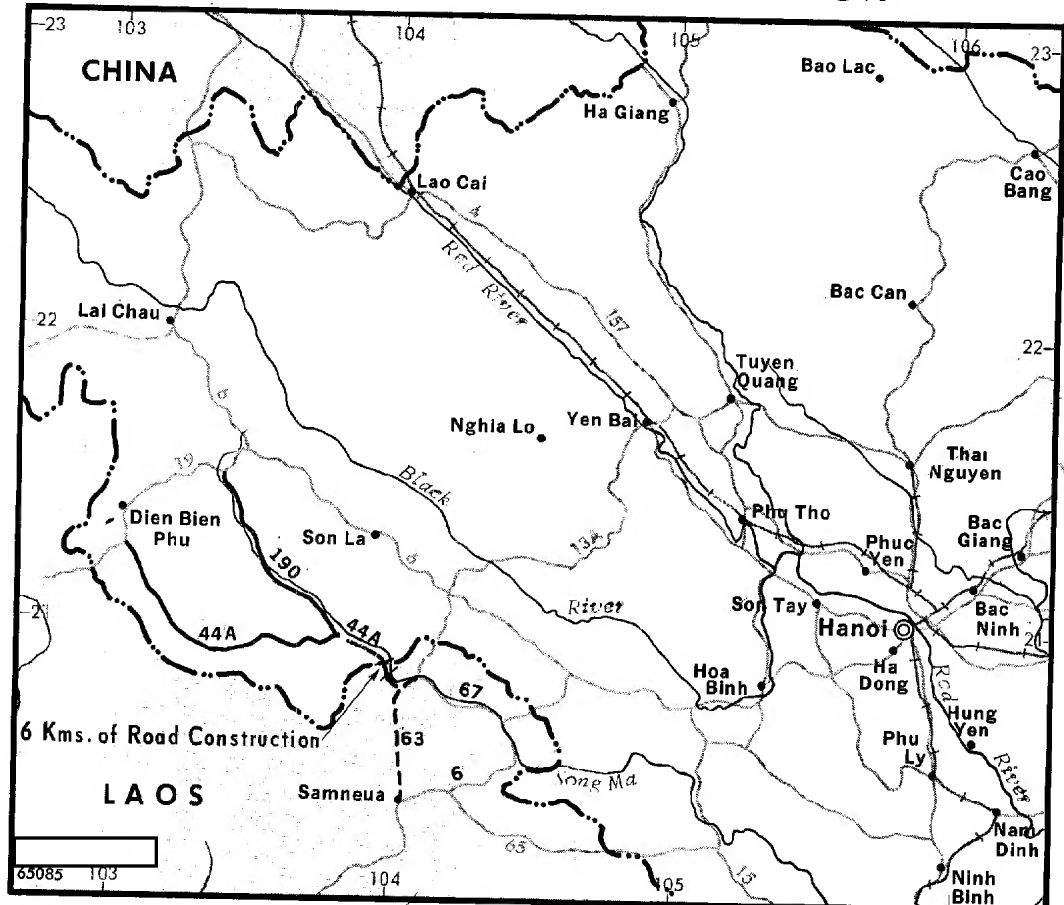 23
103
104
105
106
23
CHINA
Bao Lac
Ha Giang
Cao
Bang
Lao Cai
4
Red
River
Bac Can
Lai Chau
22
157
22
Tuyen
Quang
6
Nghia Lo
Yen Bai
Thai
Nguyen
Black
19
Dien Bien
Phu
Son La
Phu Tho
Bac
Giang
Phuc
Yen
13A
190
6
River
Son Tay
Bac
Ninh
21
Hanoi
21
44A
44A
Ha
Dong
Hoa
Binh
Red
67
Hung
Yen
6 Kms. of Road Construction
63
Phu
Ly
River
6
Song Ma
LAOS
Samneua
Nam
Dinh
65
15
65085
103
104
105
Ninh
Binh